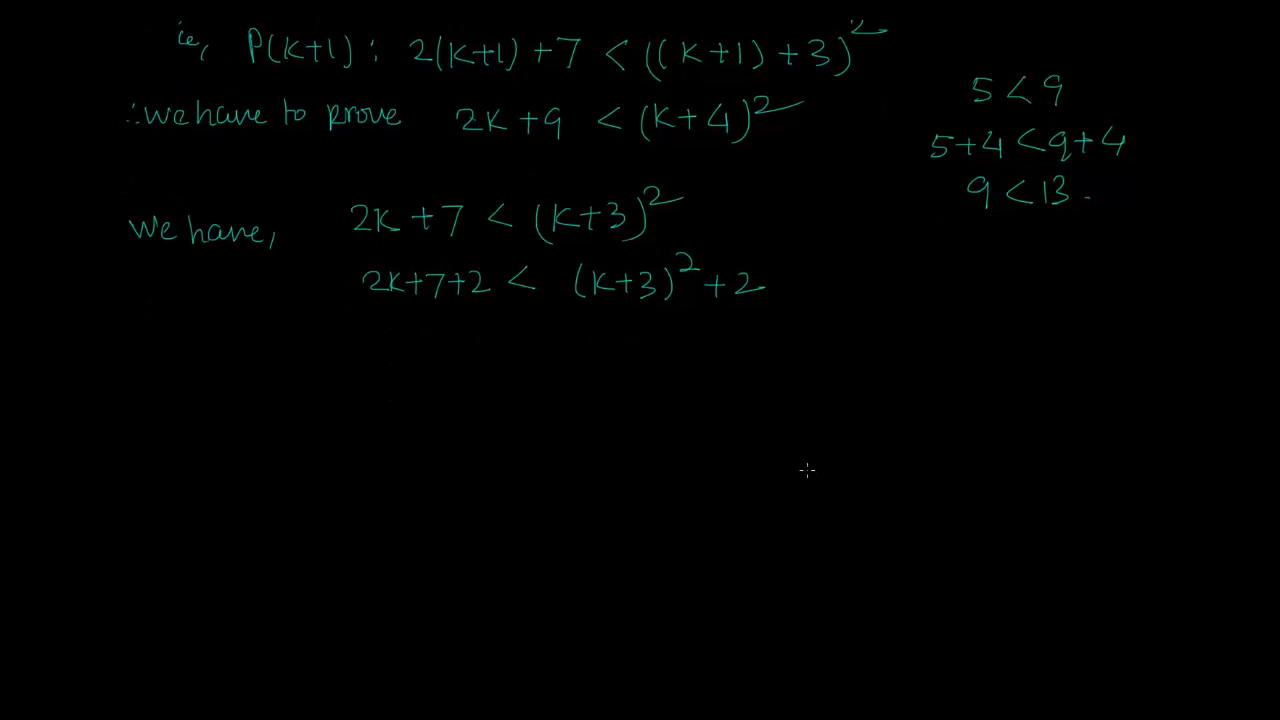 ie, P(K+1) : 2(K+1) + 7 < ((K+1) + 3)²
∴ we have to prove 2K + 9 < (K+4)²
5 < 9
5+4 < 9+4
9 < 13.
We have, 2K + 7 < (K+3)²
2K+7+2 < (K+3)² + 2